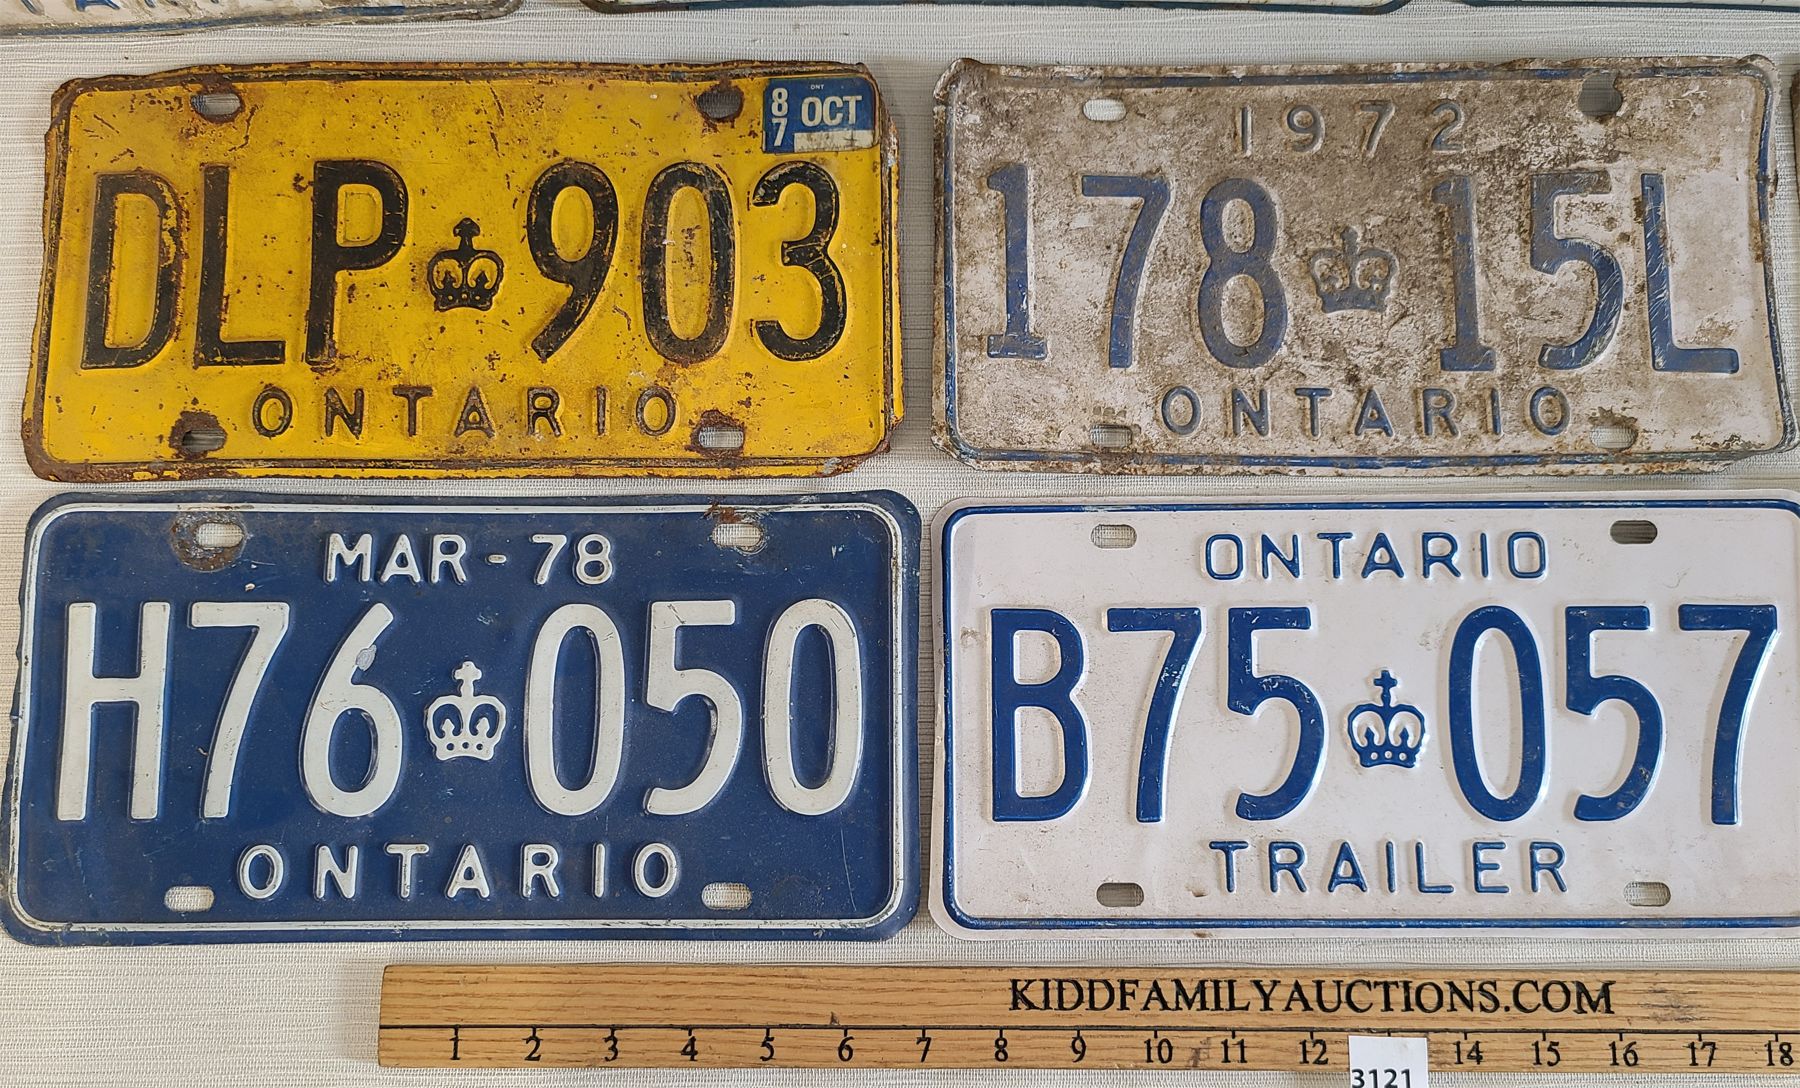 ONT
87 OCT
DLP 903
ONTARIO
1972
178 15L
ONTARIO
MAR - 78
H76 050
ONTARIO
ONTARIO
B75 057
TRAILER
KIDDFAMILYAUCTIONS.COM
1 2 3 4 5 6 7 8 9 10 11 12 14 15 16 17 18
3121